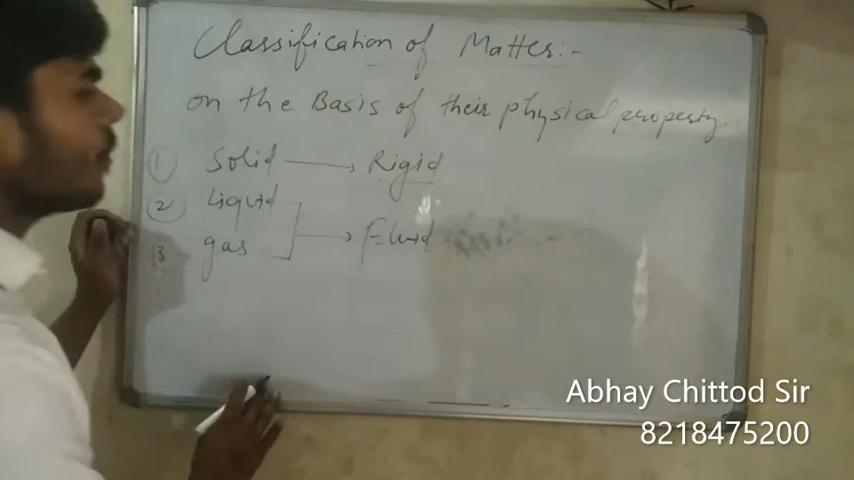 Classification of Matter:-
on the Basis of their physical property
① Solid → Rigid
② Liquid
③ gas → Fluid
Abhay Chittod Sir
8218475200